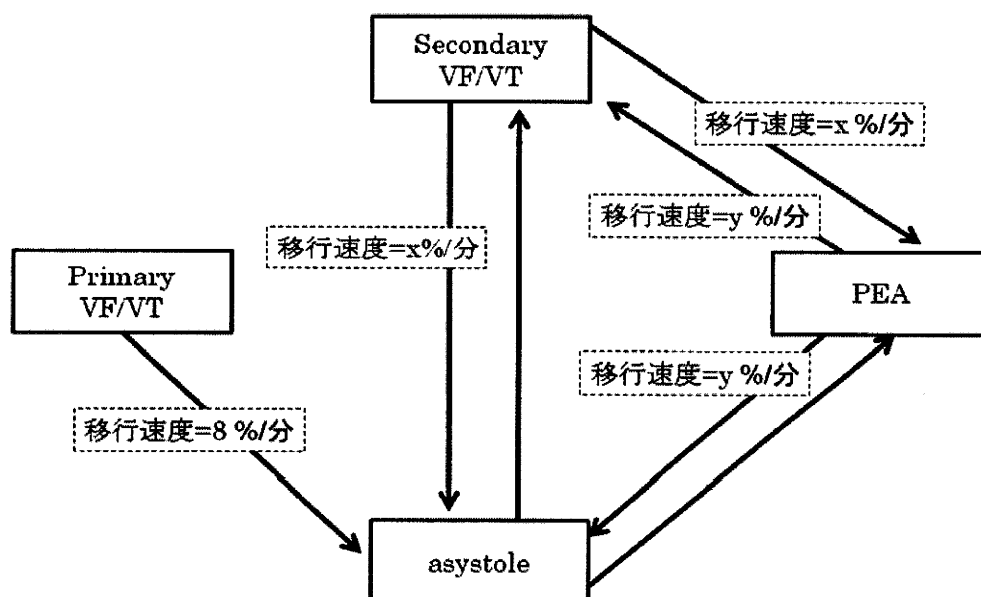 Secondary
VF/VT
移行速度=x %/分
移行速度=y %/分
移行速度=x%/分
Primary
VF/VT
PEA
移行速度=y %/分
移行速度=8 %/分
asystole